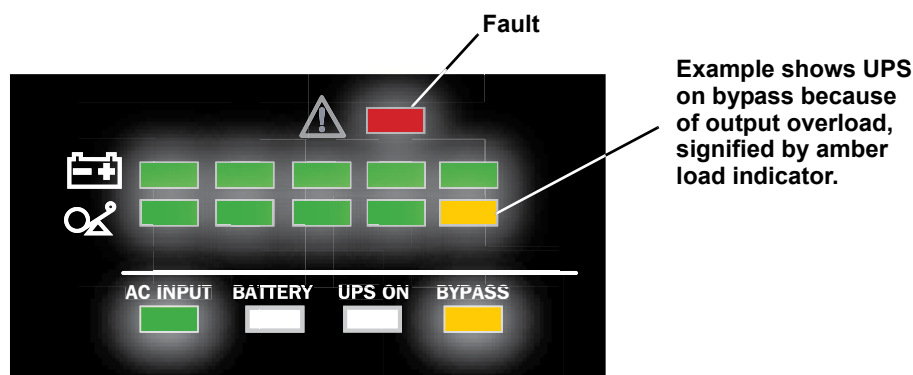 Fault
Example shows UPS
on bypass because
of output overload,
signified by amber
load indicator.
AC INPUT BATTERY UPS ON BYPASS